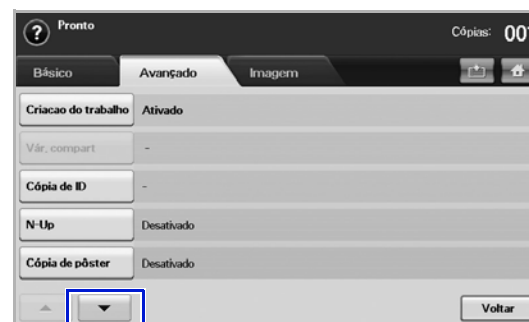 ? Pronto Cópias: 001
Básico Avançado Imagem
Criacao do trabalho Ativado
Vár. compart -
Cópia de ID -
N-Up Desativado
Cópia de pôster Desativado
Voltar